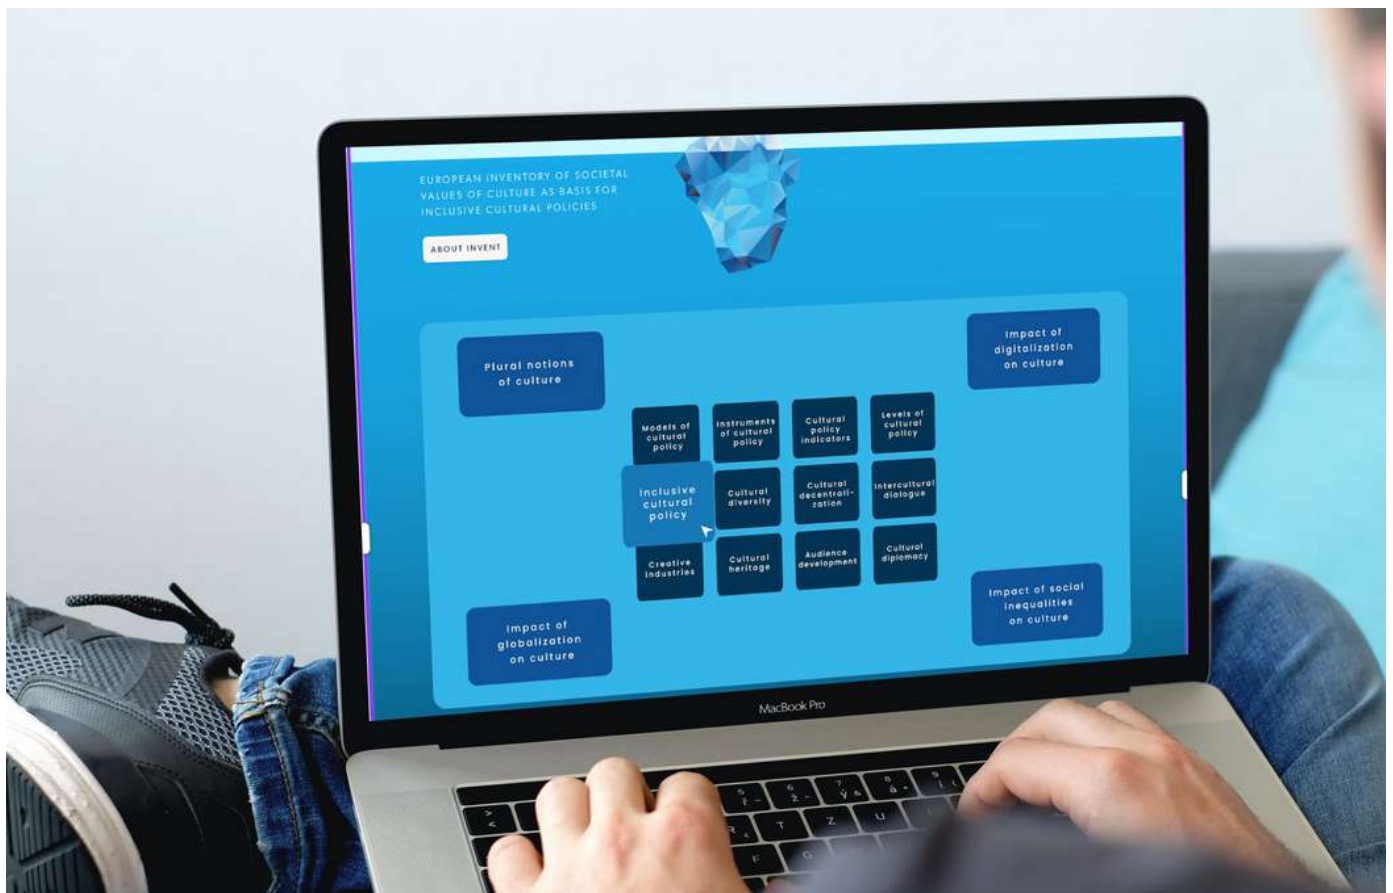 EUROPEAN INVENTORY OF SOCIETAL
VALUES OF CULTURE AS BASIS FOR
INCLUSIVE CULTURAL POLICIES
ABOUT INVENT
Plural notions
of culture
Impact of
digitalization
on culture
Models of
cultural
policy
Instruments
of cultural
policy
Cultural
policy
indicators
Levels of
cultural
policy
Inclusive
cultural
policy
Cultural
diversity
Cultural
decentrali-
zation
Intercultural
dialogue
Creative
industries
Cultural
heritage
Audience
development
Cultural
diplomacy
Impact of
globalization
on culture
Impact of social
inequalities
on culture
MacBook Pro
T Z U
F